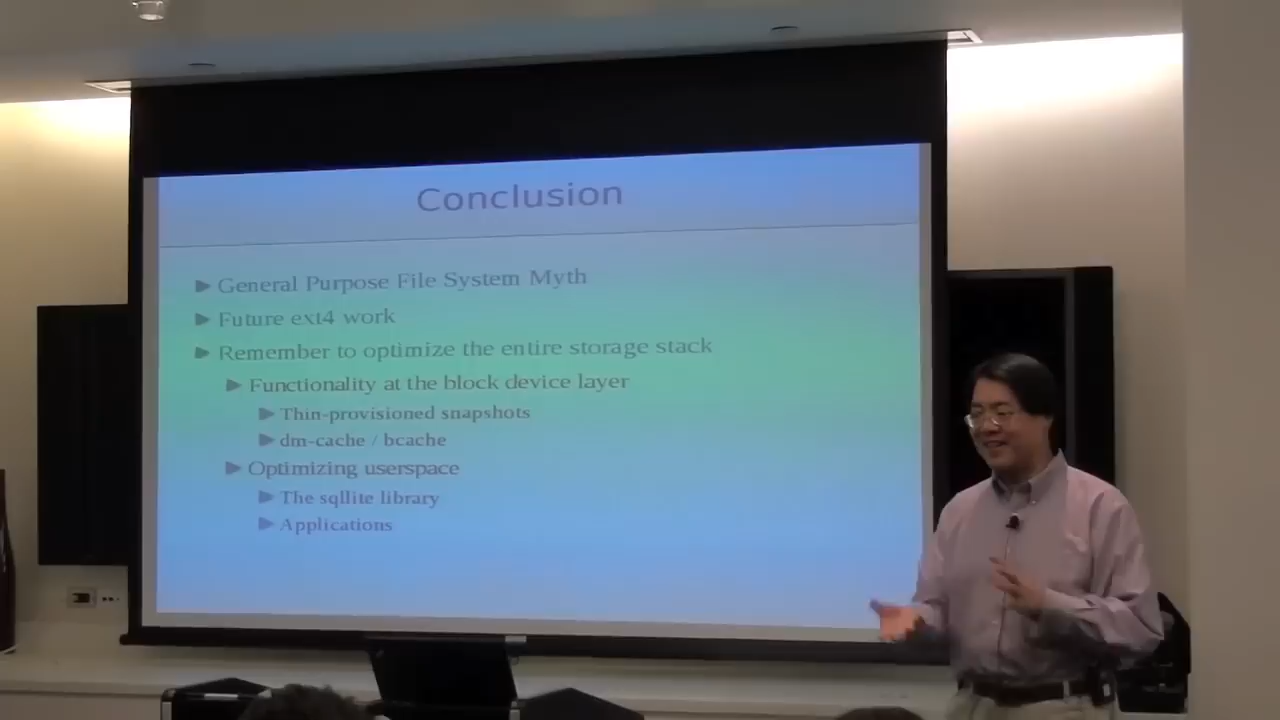 Conclusion
General Purpose File System Myth
Future ext4 work
Remember to optimize the entire storage stack
Functionality at the block device layer
Thin-provisioned snapshots
dm-cache / bcache
Optimizing userspace
The sqllite library
Applications